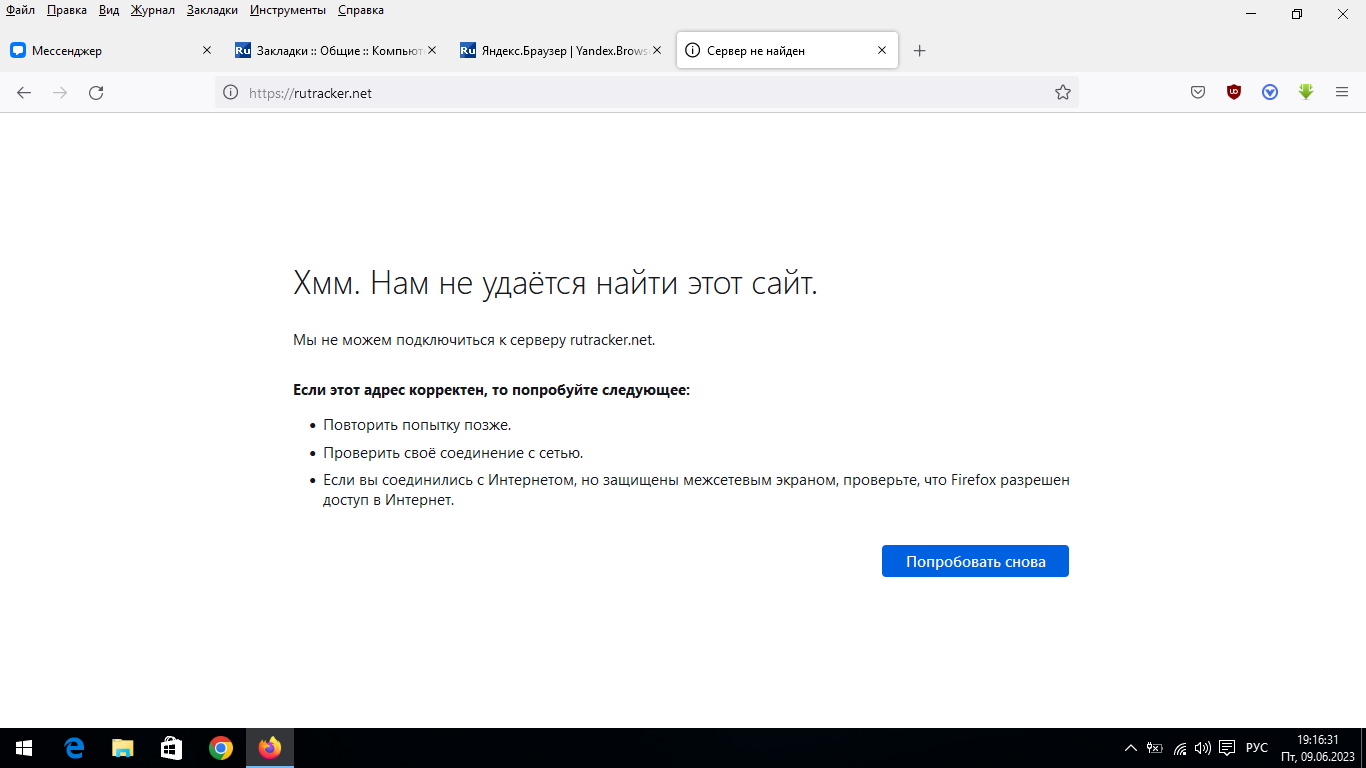 Файл Правка Вид Журнал Закладки Инструменты Справка
Мессенджер
Ru Закладки :: Общие :: Компьют
Ru Яндекс.Браузер | Yandex.Brows
Сервер не найден
https://rutracker.net
Хмм. Нам не удаётся найти этот сайт.
Мы не можем подключиться к серверу rutracker.net.
Если этот адрес корректен, то попробуйте следующее:
• Повторить попытку позже.
• Проверить своё соединение с сетью.
• Если вы соединились с Интернетом, но защищены межсетевым экраном, проверьте, что Firefox разрешен
доступ в Интернет.
Попробовать снова
РУС
19:16:31
Пт, 09.06.2023